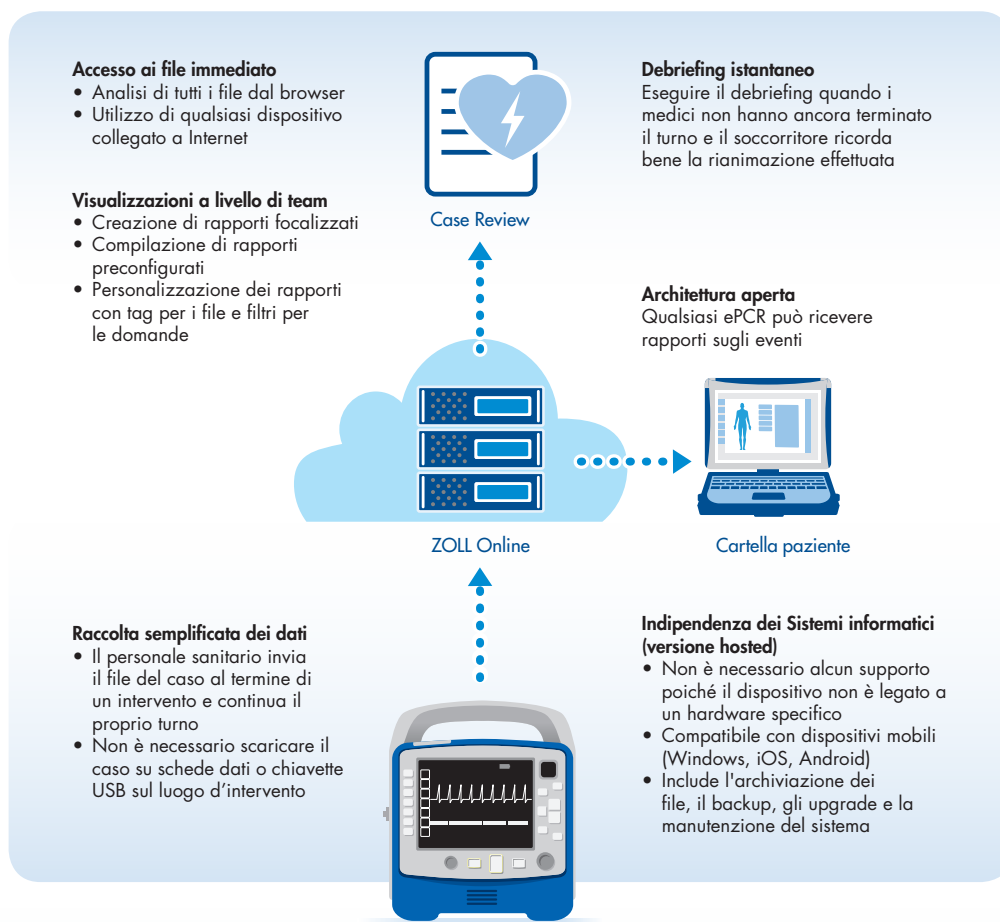 Accesso ai file immediato
• Analisi di tutti i file dal browser
• Utilizzo di qualsiasi dispositivo
collegato a Internet
Visualizzazioni a livello di team
• Creazione di rapporti focalizzati
• Compilazione di rapporti
preconfigurati
• Personalizzazione dei rapporti
con tag per i file e filtri per
le domande
Case Review
Debriefing istantaneo
Eseguire il debriefing quando i
medici non hanno ancora terminato
il turno e il soccorritore ricorda
bene la rianimazione effettuata
Architettura aperta
Qualsiasi ePCR può ricevere
rapporti sugli eventi
ZOLL Online
Cartella paziente
Raccolta semplificata dei dati
• Il personale sanitario invia
il file del caso al termine di
un intervento e continua il
proprio turno
• Non è necessario scaricare il
caso su schede dati o chiavette
USB sul luogo d’intervento
Indipendenza dei Sistemi informatici
(versione hosted)
• Non è necessario alcun supporto
poiché il dispositivo non è legato a
un hardware specifico
• Compatibile con dispositivi mobili
(Windows, iOS, Android)
• Include l'archiviazione dei
file, il backup, gli upgrade e la
manutenzione del sistema